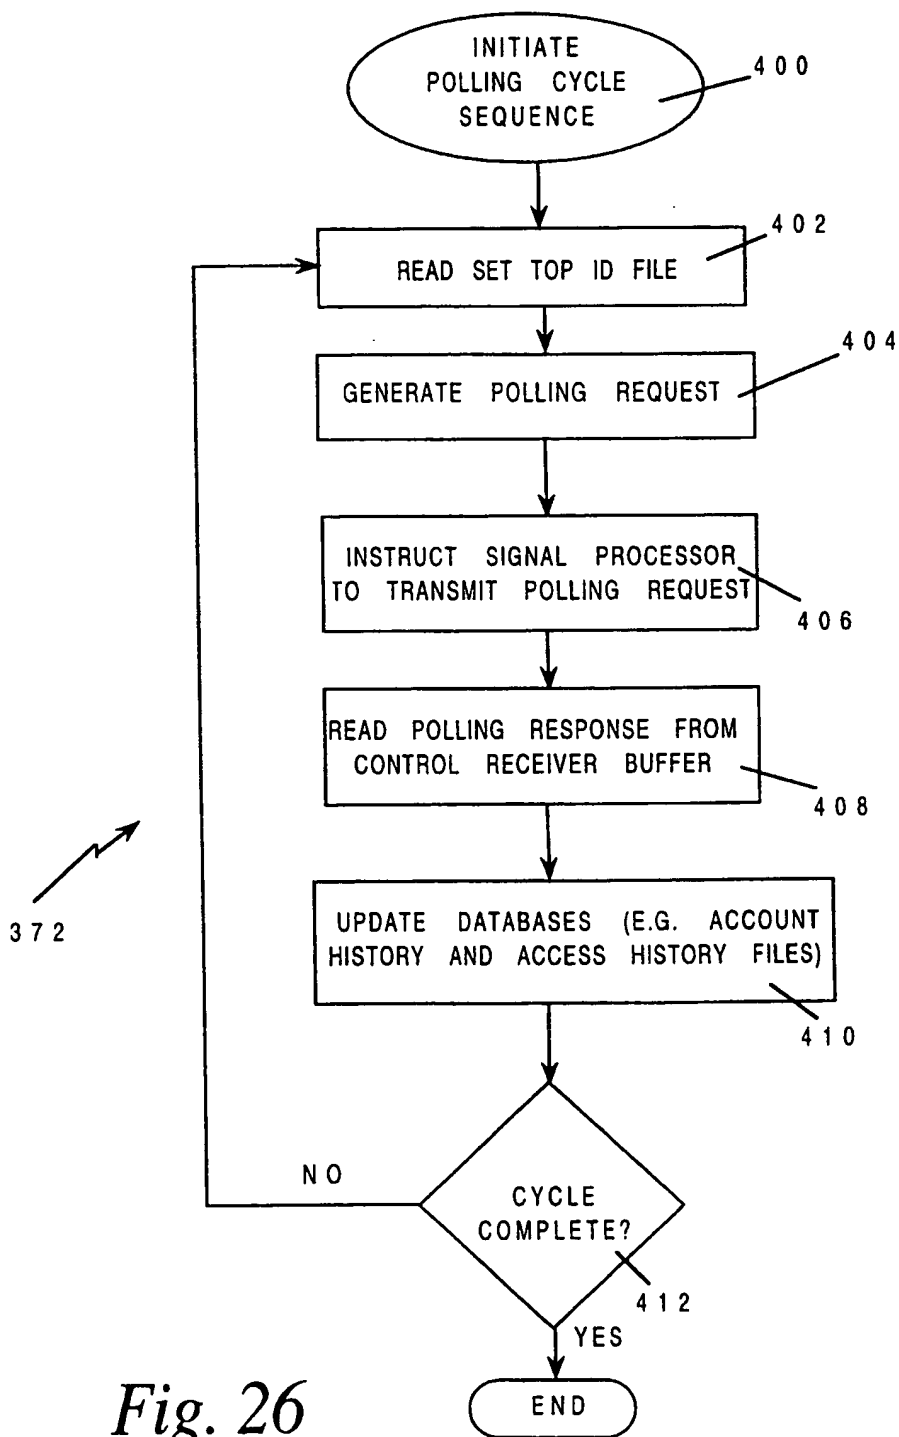 INITIATE
POLLING CYCLE
SEQUENCE
400
402
READ SET TOP ID FILE
404
GENERATE POLLING REQUEST
INSTRUCT SIGNAL PROCESSOR
TO TRANSMIT POLLING REQUEST
406
READ POLLING RESPONSE FROM
CONTROL RECEIVER BUFFER
408
372
UPDATE DATABASES (E.G. ACCOUNT
HISTORY AND ACCESS HISTORY FILES)
410
NO
CYCLE
COMPLETE?
412
YES
END
Fig. 26